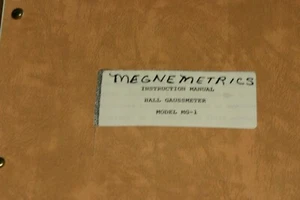 MEGNEMETRICS
INSTRUCTION MANUAL
HALL GAUSSMETER
MODEL MG-1